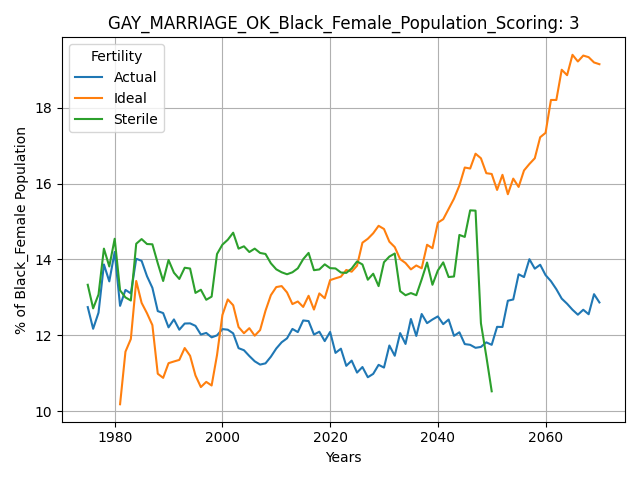 GAY_MARRIAGE_OK_Black_Female_Population_Scoring: 3
Fertility
Actual
Ideal
Sterile
% of Black_Female Population
18
16
14
12
10
1980 2000 2020 2040 2060
Years